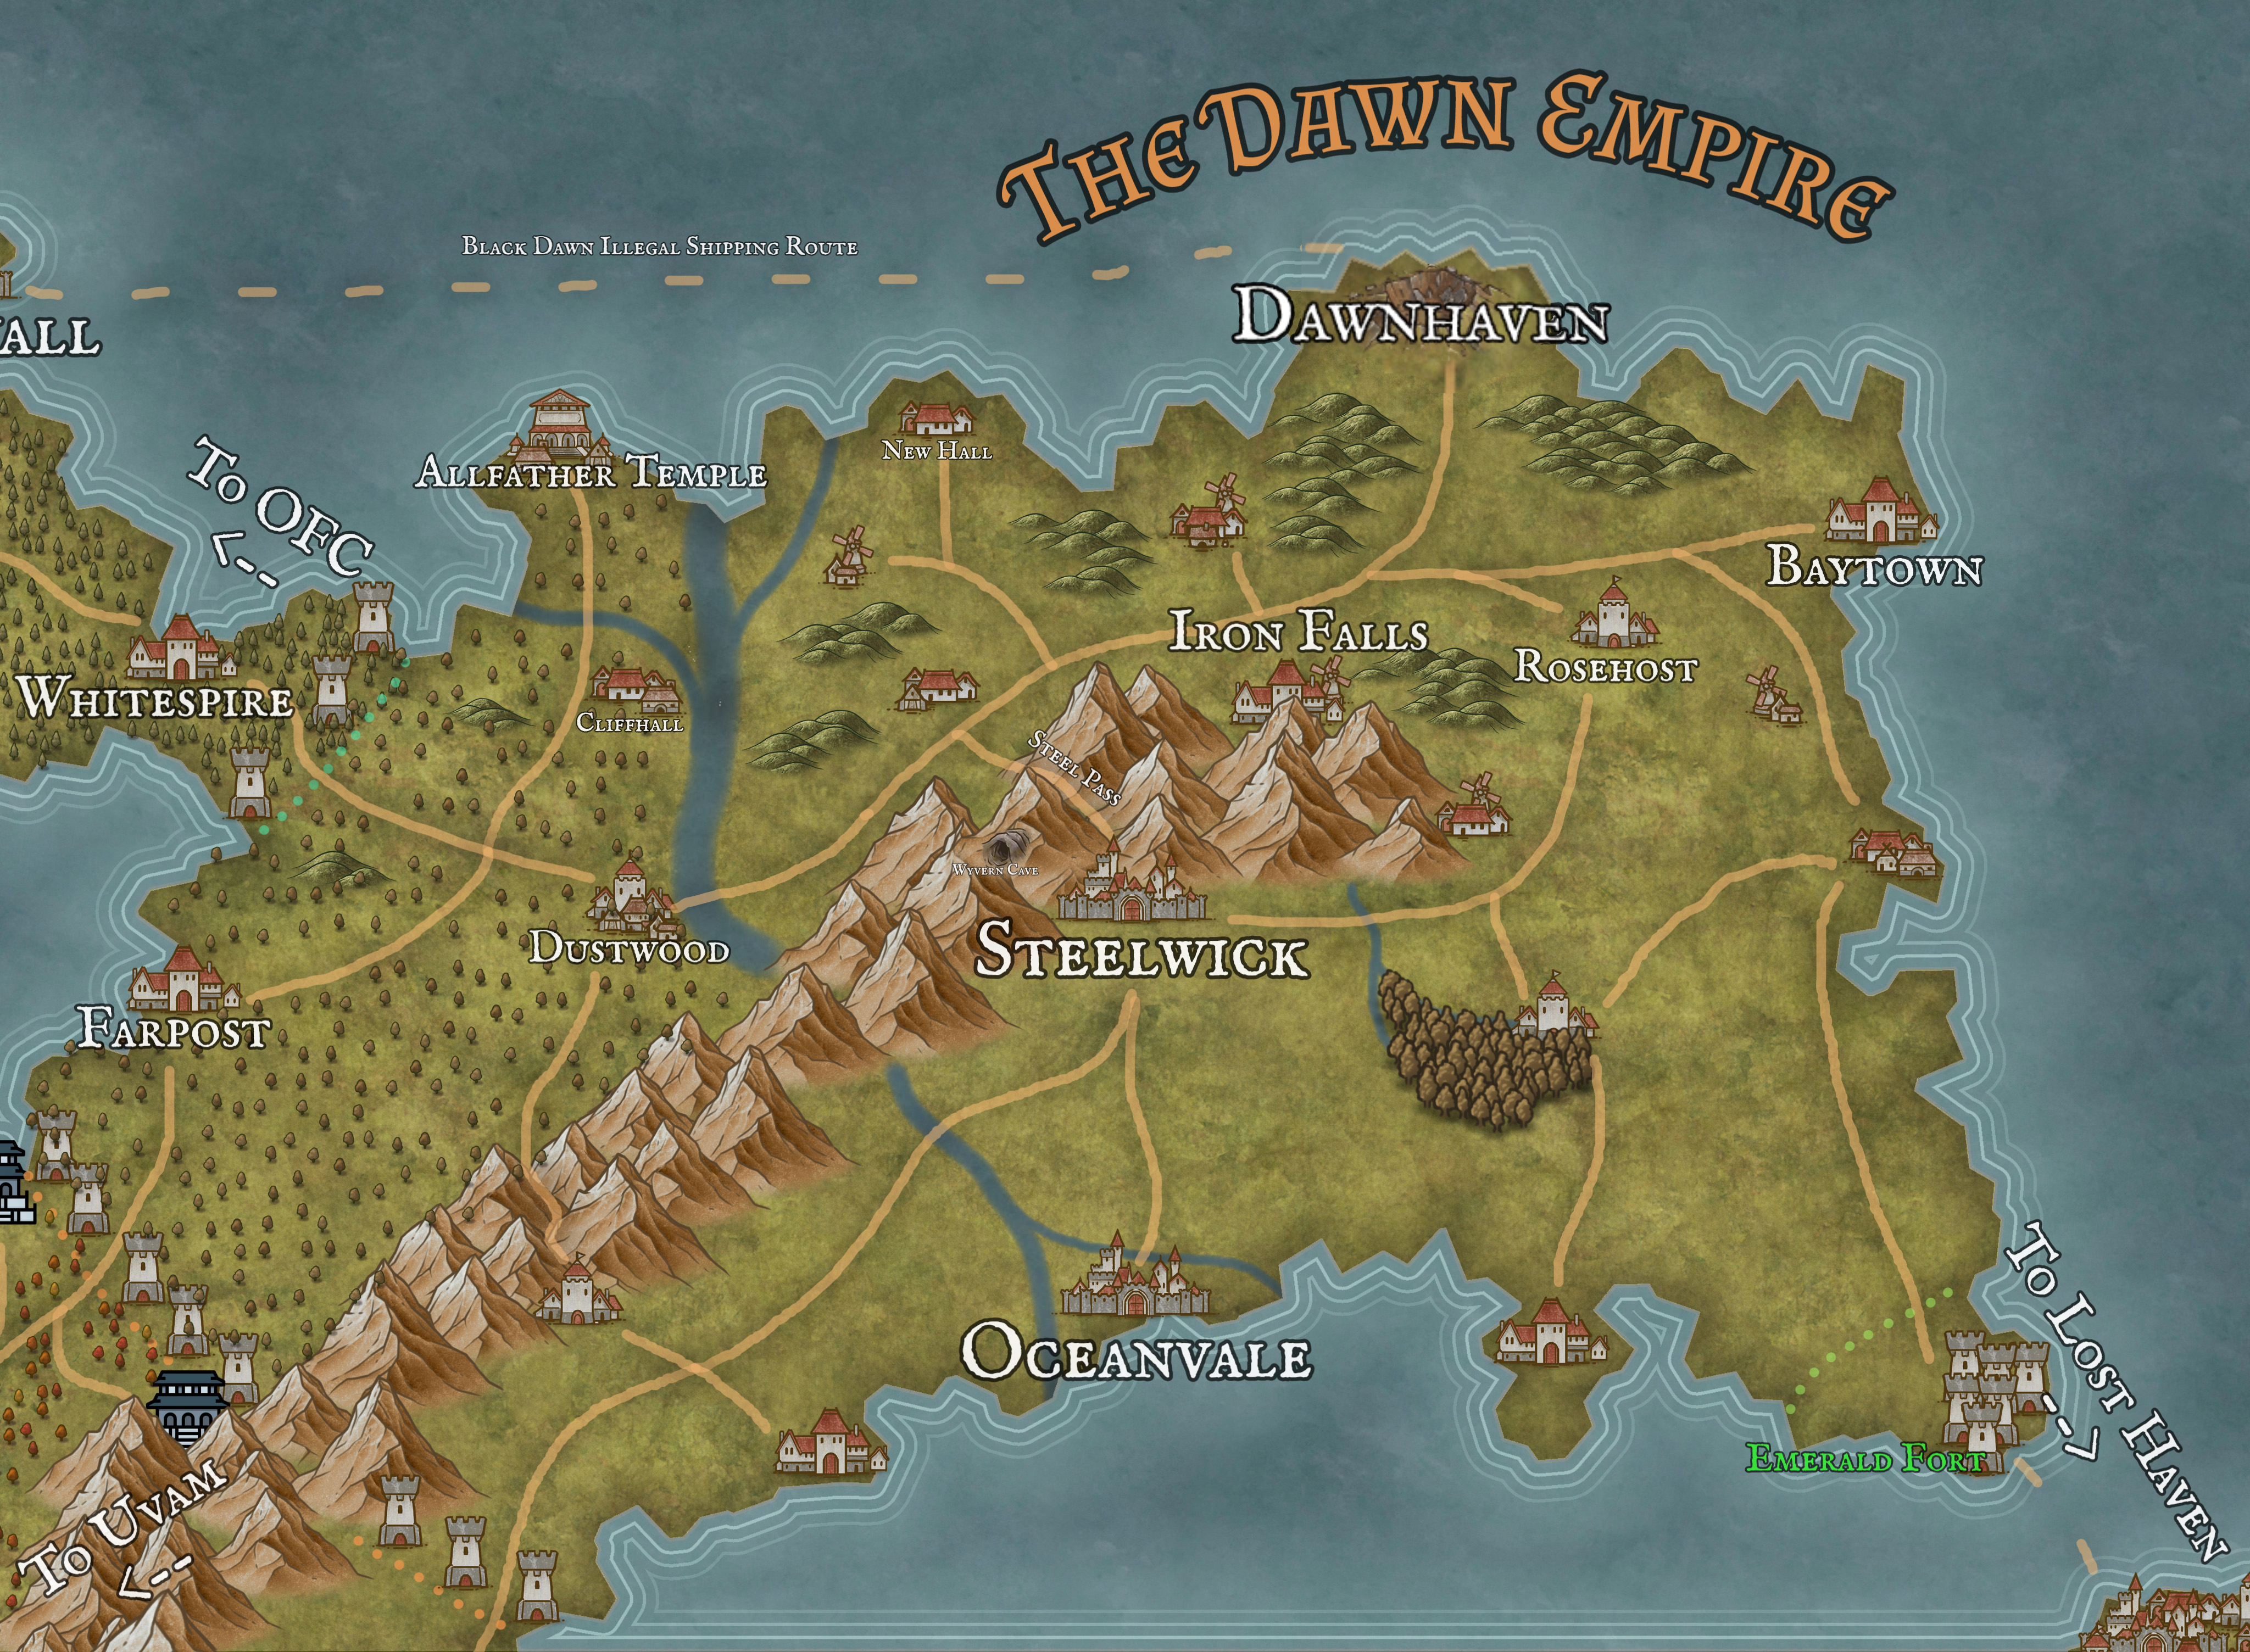 The Dawn Empire
Black Dawn Illegal Shipping Route
Dawnhaven
all
New Hall
Allfather Temple
To OFC
Baytown
Iron Falls
Rosehost
Whitespire
Cliffhall
Steel Pass
Wyvern Cave
Dustwood
Steelwick
Farpost
Oceanvale
To Lost Haven
Emerald Fort
To Uvam